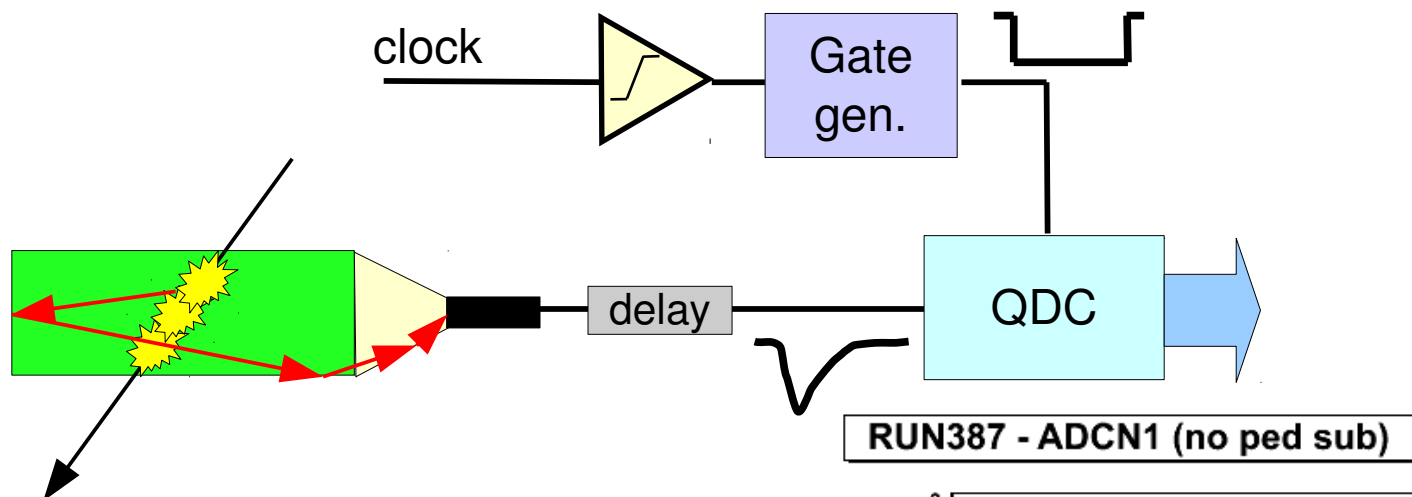 clock
Gate
gen.
delay
QDC
RUN387 - ADCN1 (no ped sub)